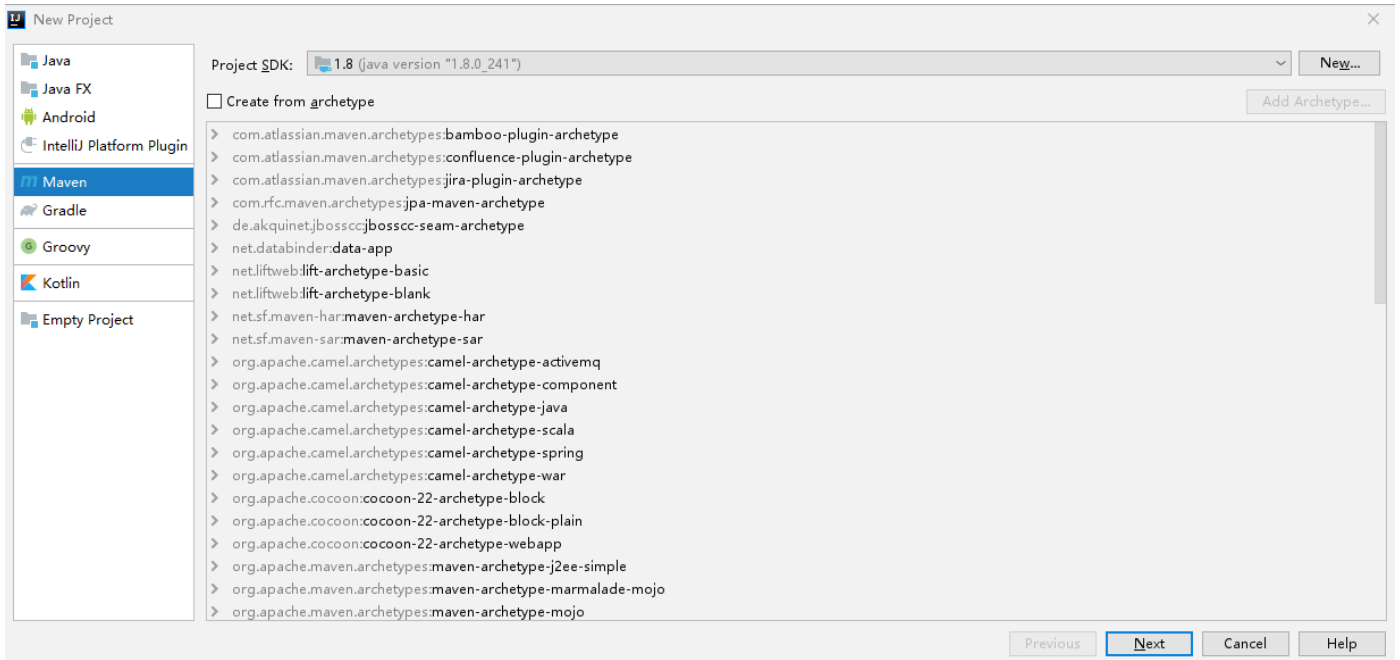 New Project
Java
Java FX
Android
IntelliJ Platform Plugin
Maven
Gradle
Groovy
Kotlin
Empty Project
Project SDK: 1.8 (java version "1.8.0_241") New...
Create from archetype Add Archetype...
com.atlassian.maven.archetypes:bamboo-plugin-archetype
com.atlassian.maven.archetypes:confluence-plugin-archetype
com.atlassian.maven.archetypes:jira-plugin-archetype
com.rfc.maven.archetypes:jpa-maven-archetype
de.akquinet.jbosscc:jbosscc-seam-archetype
net.databinder:data-app
net.liftweb:lift-archetype-basic
net.liftweb:lift-archetype-blank
net.sf.maven-har:maven-archetype-har
net.sf.maven-sar:maven-archetype-sar
org.apache.camel.archetypes:camel-archetype-activemq
org.apache.camel.archetypes:camel-archetype-component
org.apache.camel.archetypes:camel-archetype-java
org.apache.camel.archetypes:camel-archetype-scala
org.apache.camel.archetypes:camel-archetype-spring
org.apache.camel.archetypes:camel-archetype-war
org.apache.cocoon:cocoon-22-archetype-block
org.apache.cocoon:cocoon-22-archetype-block-plain
org.apache.cocoon:cocoon-22-archetype-webapp
org.apache.maven.archetypes:maven-archetype-j2ee-simple
org.apache.maven.archetypes:maven-archetype-marmalade-mojo
org.apache.maven.archetypes:maven-archetype-mojo
Previous Next Cancel Help